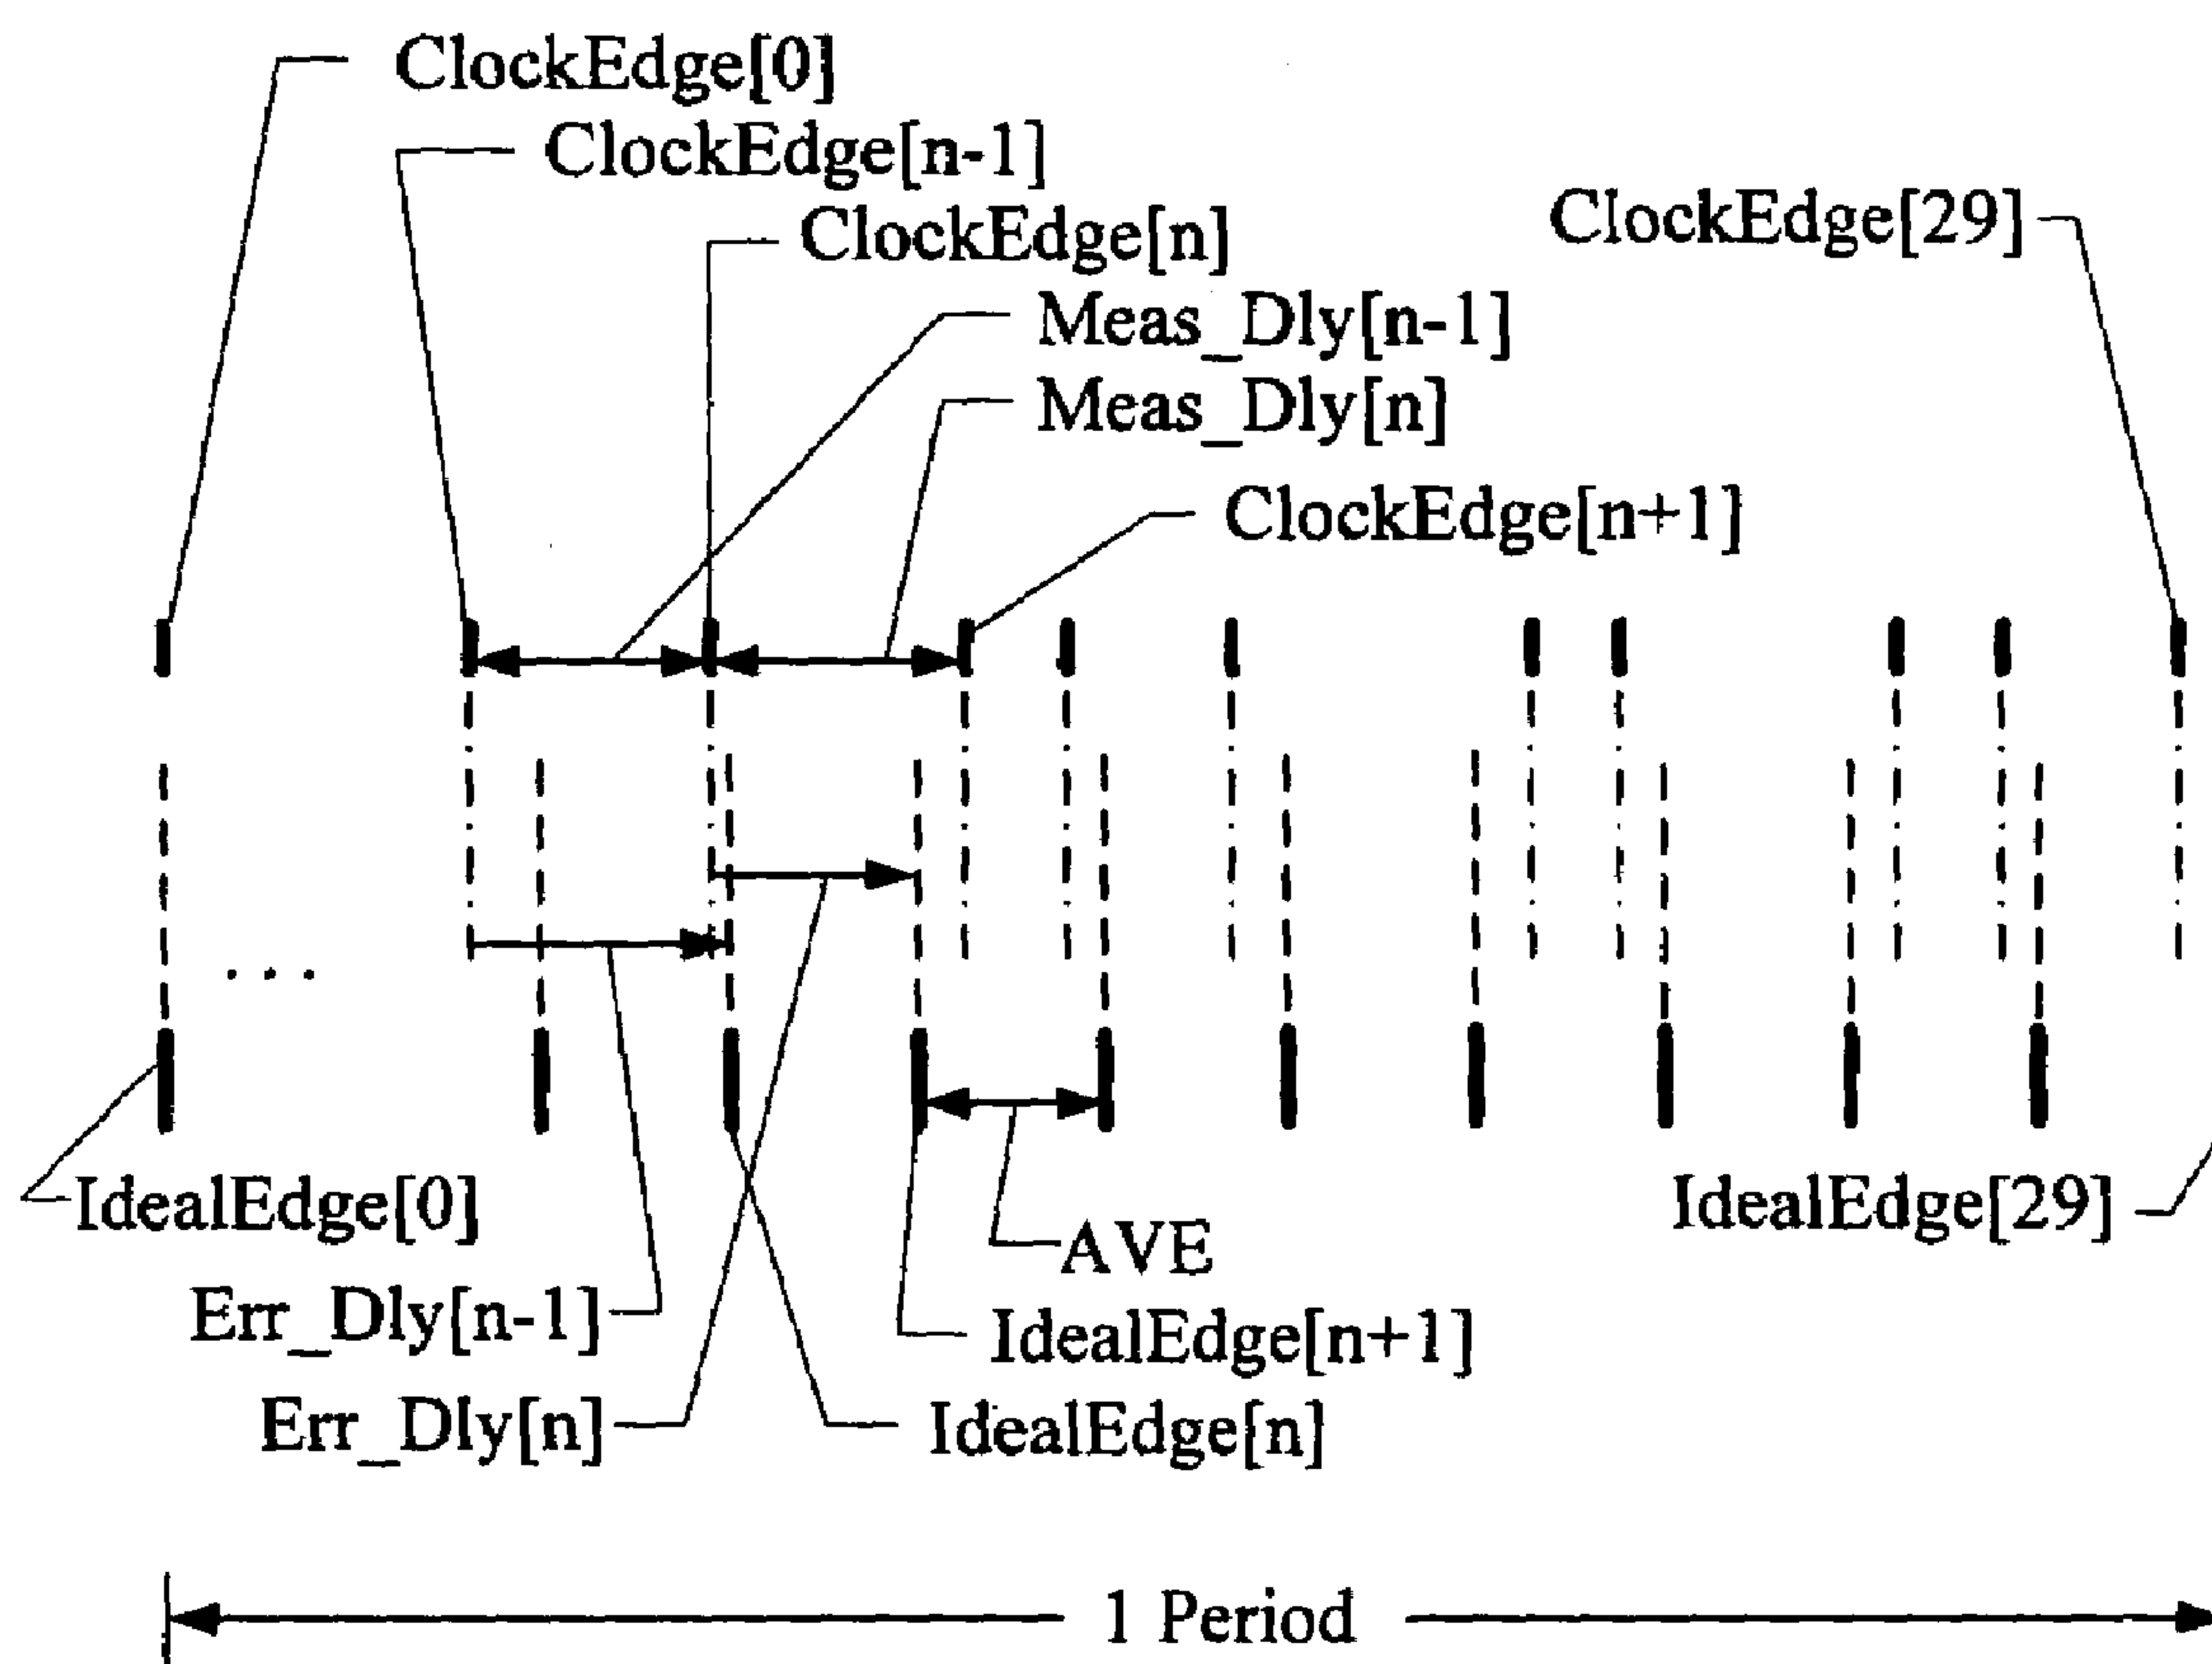 ClockEdge[0]
ClockEdge[n-1]
ClockEdge[29]
ClockEdge[n]
Meas_Dly[n-1]
Meas_Dly[n]
ClockEdge[n+1]
. . .
IdealEdge[0]
IdealEdge[29]
AVE
Err_Dly[n-1]
IdealEdge[n+1]
Err_Dly[n]
IdealEdge[n]
1 Period